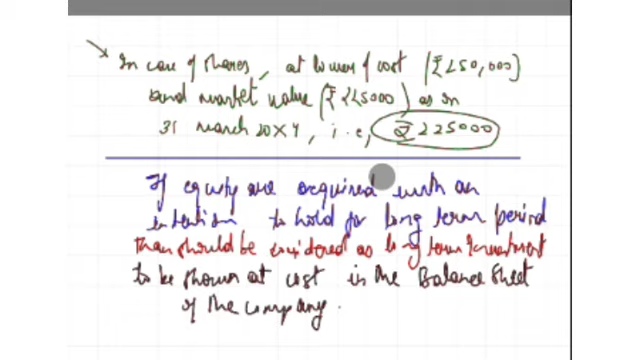 In case of shares, at lower of cost (₹250,000)
and market value (₹225000) as on
31 March 20X4, i.e, ₹225000
If equity are acquired with an
intention to hold for long term period
than should be considered as long term investment
to be shown at cost in the Balance Sheet
of the company.